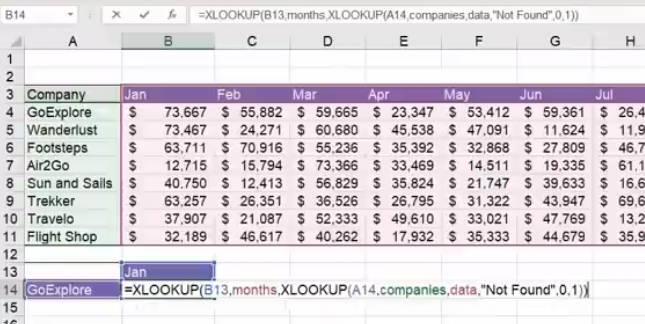 B14 fx =XLOOKUP(B13,months,XLOOKUP(A14,companies,data,"Not Found",0,1))
A B C D E F G H
1
2
3 Company Jan Feb Mar Apr May Jun Jul
4 GoExplore $ 73,667 $ 55,882 $ 59,665 $ 23,347 $ 53,412 $ 59,361 $ 26,4
5 Wanderlust $ 73,467 $ 24,271 $ 60,680 $ 45,538 $ 47,091 $ 11,624 $ 11,9
6 Footsteps $ 63,711 $ 70,916 $ 55,236 $ 35,392 $ 32,868 $ 27,809 $ 46,7
7 Air2Go $ 12,715 $ 15,794 $ 73,366 $ 33,469 $ 14,511 $ 19,335 $ 61,1
8 Sun and Sails $ 40,750 $ 12,413 $ 56,829 $ 35,824 $ 21,747 $ 39,633 $ 16,6
9 Trekker $ 63,257 $ 26,351 $ 36,526 $ 26,795 $ 31,322 $ 43,947 $ 69,6
10 Travelo $ 37,907 $ 21,087 $ 52,333 $ 49,610 $ 33,021 $ 47,769 $ 13,2
11 Flight Shop $ 32,189 $ 46,617 $ 40,262 $ 17,932 $ 35,333 $ 44,679 $ 35,9
12
13 Jan
14 GoExplore =XLOOKUP(B13,months,XLOOKUP(A14,companies,data,"Not Found",0,1))
15